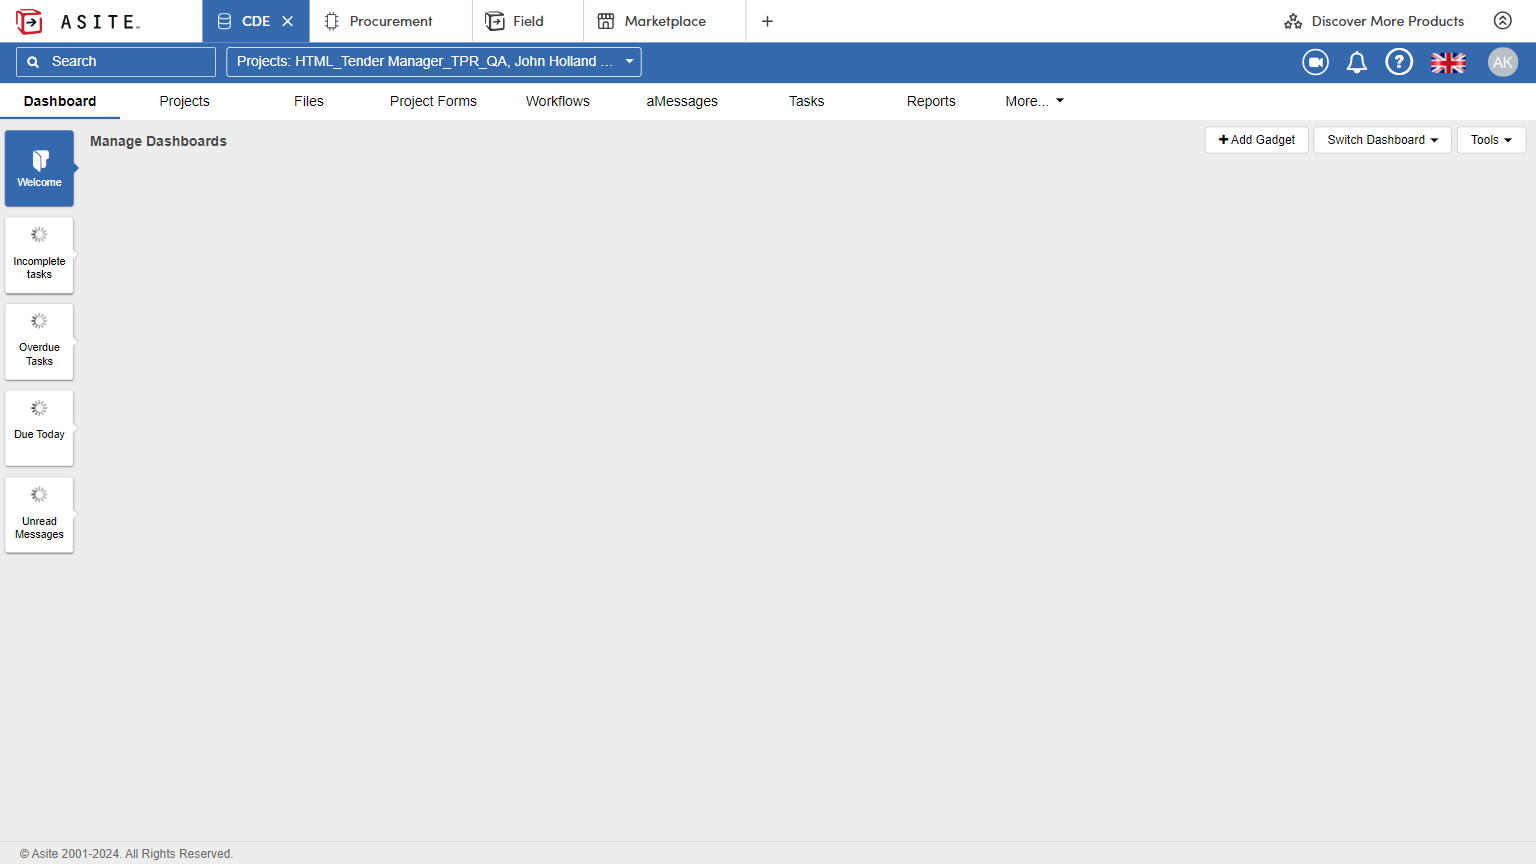 ASITE
CDE
Procurement
Field
Marketplace
Discover More Products
Search
Projects: HTML_Tender Manager_TPR_QA, John Holland ...
AK
Dashboard
Projects
Files
Project Forms
Workflows
aMessages
Tasks
Reports
More...
Welcome
Manage Dashboards
Add Gadget
Switch Dashboard
Tools
Incomplete
tasks
Overdue
Tasks
Due Today
Unread
Messages
© Asite 2001-2024. All Rights Reserved.